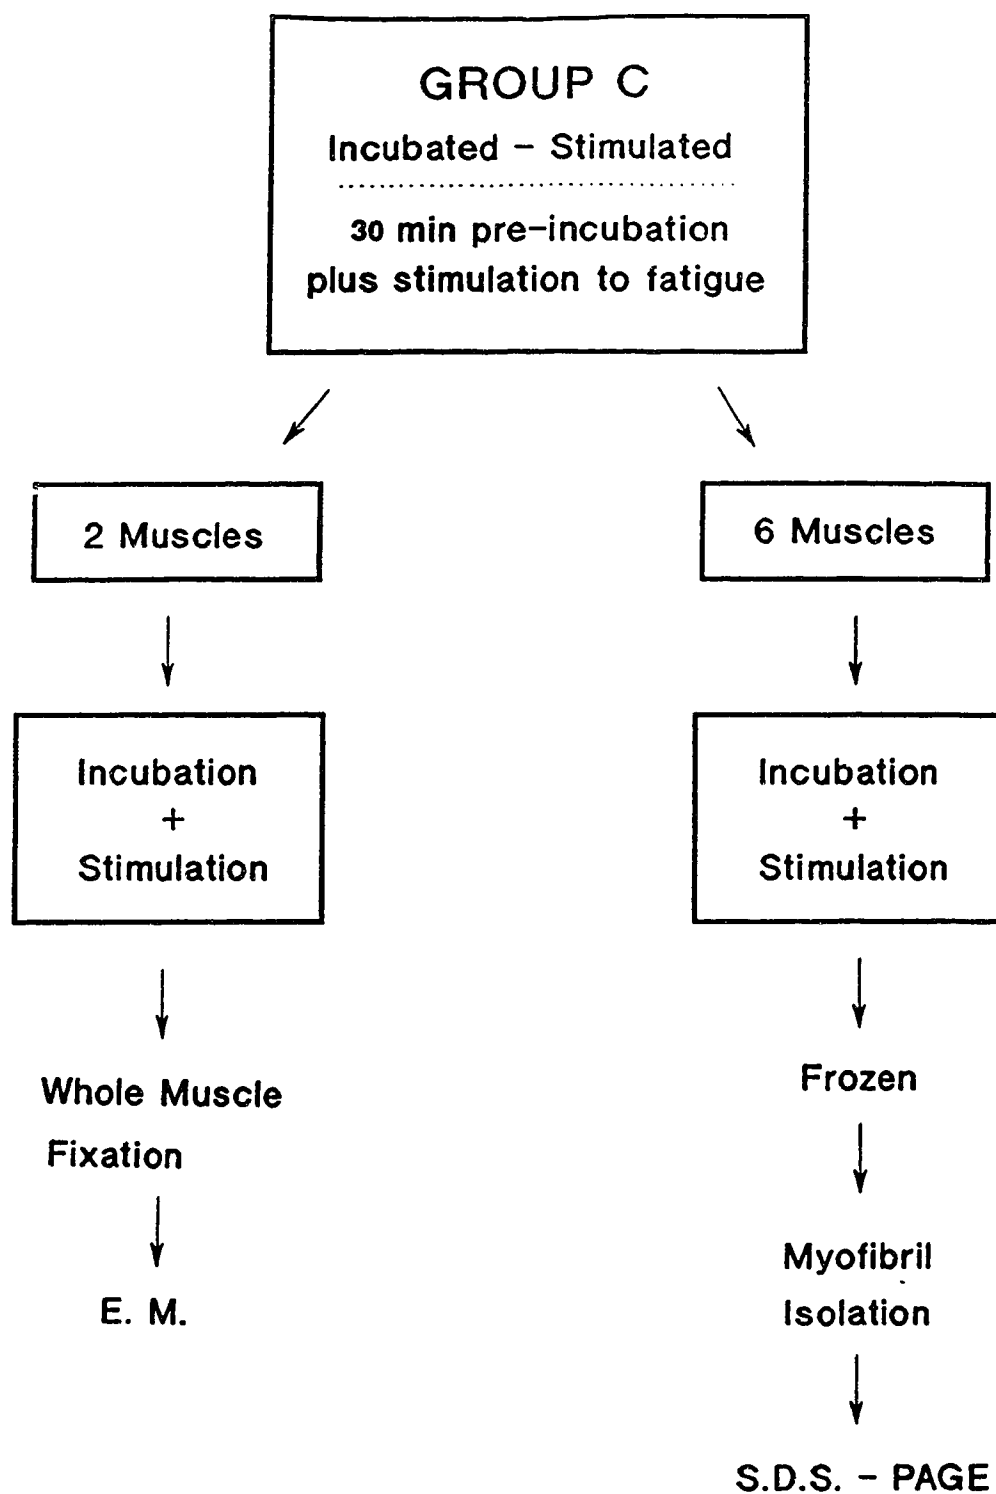 GROUP C
Incubated - Stimulated
30 min pre-incubation
plus stimulation to fatigue
2 Muscles
6 Muscles
Incubation
+
Stimulation
Incubation
+
Stimulation
Whole Muscle
Fixation
E. M.
Frozen
Myofibril
Isolation
S.D.S. - PAGE